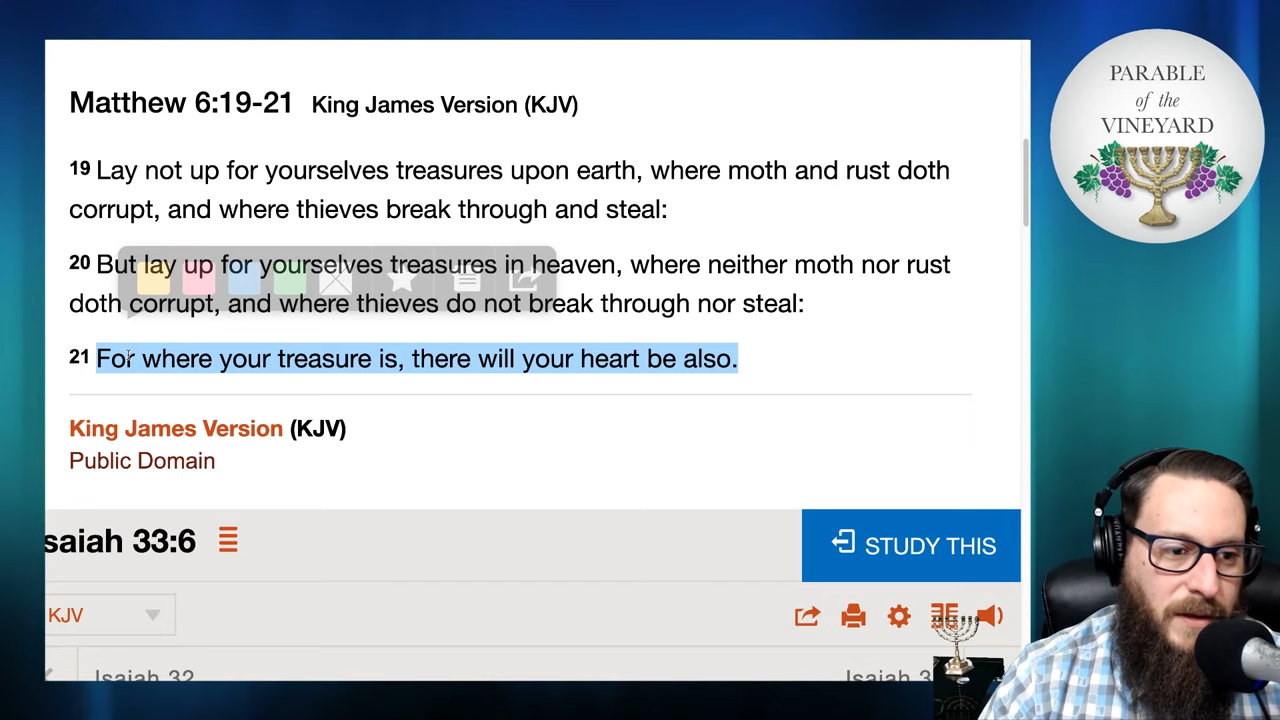 Matthew 6:19-21 King James Version (KJV)
19 Lay not up for yourselves treasures upon earth, where moth and rust doth
corrupt, and where thieves break through and steal:
20 But lay up for yourselves treasures in heaven, where neither moth nor rust
doth corrupt, and where thieves do not break through nor steal:
21 For where your treasure is, there will your heart be also.
King James Version (KJV)
Public Domain
saiah 33:6
STUDY THIS
KJV
Isaiah 32
Isaiah 3
PARABLE
of the
VINEYARD